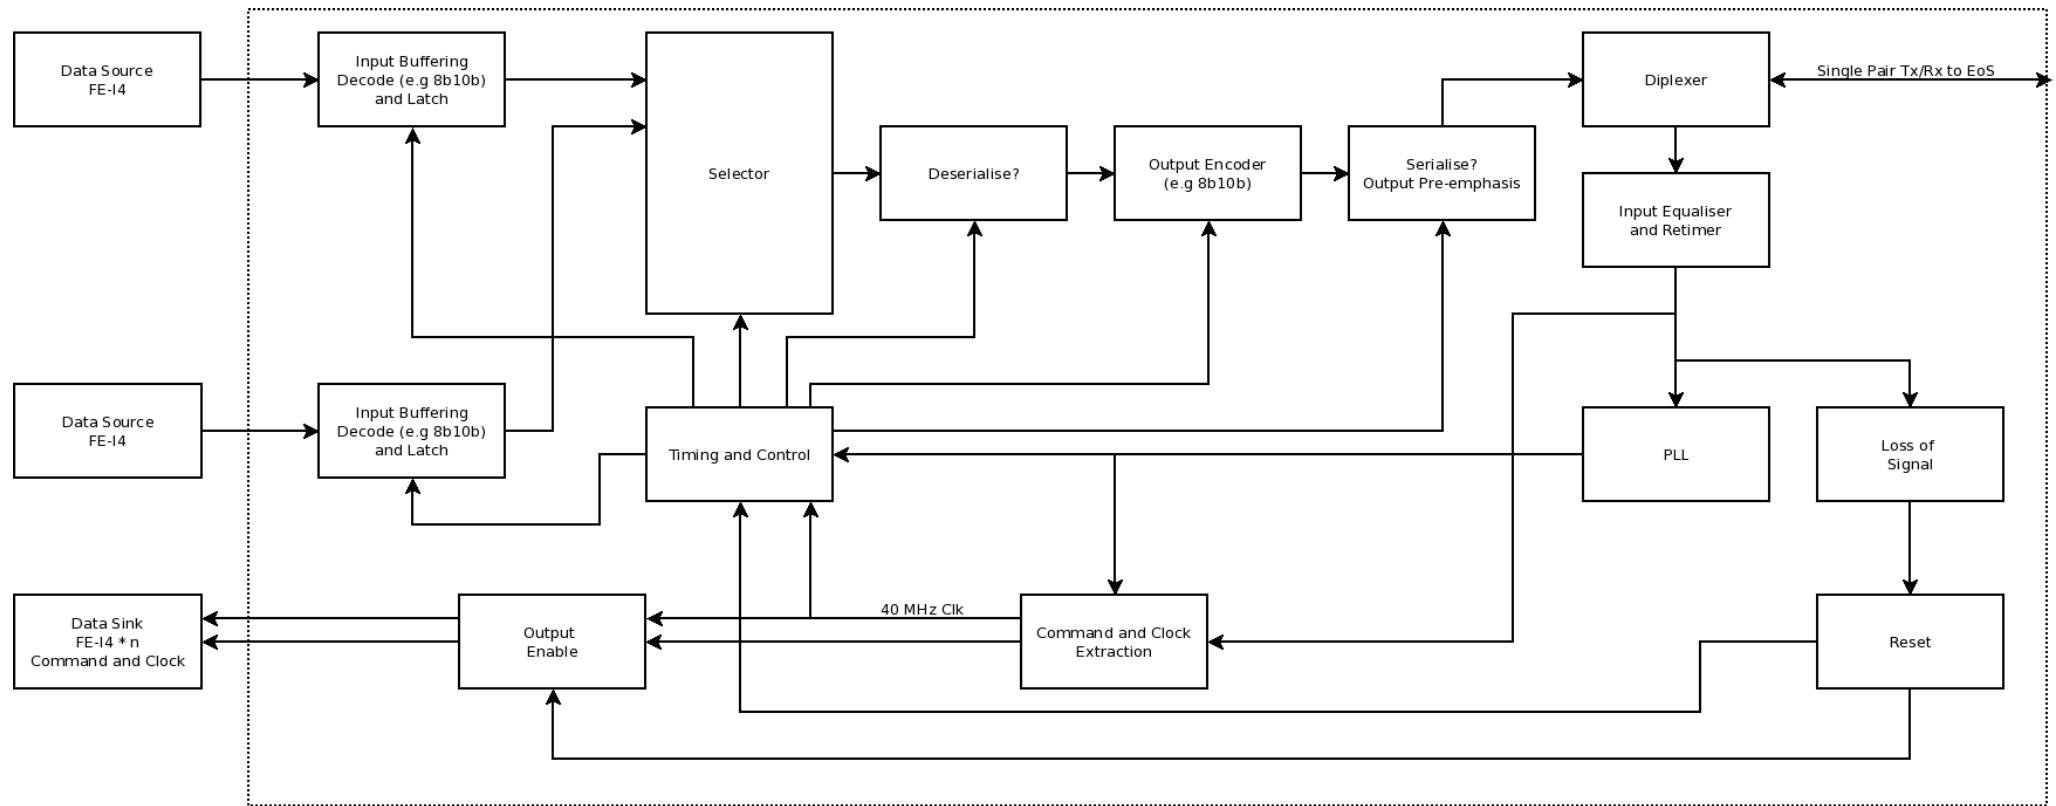 Data Source
FE-I4
Input Buffering
Decode (e.g 8b10b)
and Latch
Selector
Deserialise?
Output Encoder
(e.g 8b10b)
Serialise?
Output Pre-emphasis
Diplexer
Single Pair Tx/Rx to EoS
Input Equaliser
and Retimer
Data Source
FE-I4
Input Buffering
Decode (e.g 8b10b)
and Latch
Timing and Control
PLL
Loss of
Signal
Data Sink
FE-I4 * n
Command and Clock
Output
Enable
40 MHz Clk
Command and Clock
Extraction
Reset